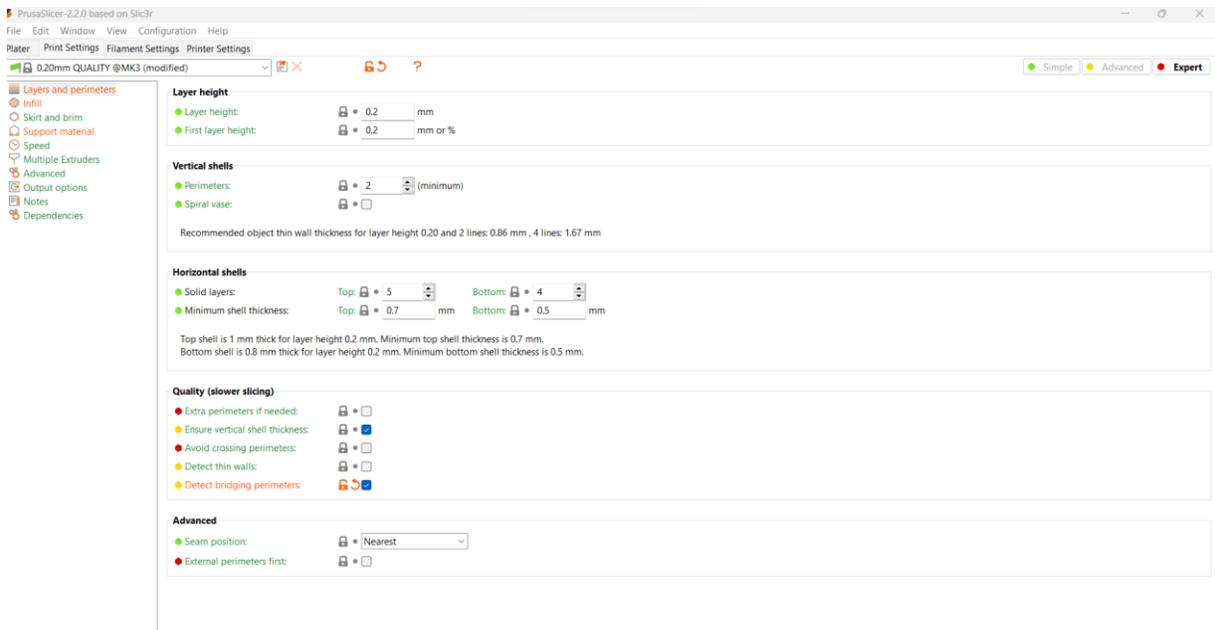 PrusaSlicer-2.2.0 based on Slic3r
File Edit Window View Configuration Help
Plater Print Settings Filament Settings Printer Settings
0.20mm QUALITY @MK3 (modified) ? Simple Advanced Expert
Layers and perimeters
Infill
Skirt and brim
Support material
Speed
Multiple Extruders
Advanced
Output options
Notes
Dependencies
Layer height
Layer height: 0.2 mm
First layer height: 0.2 mm or %
Vertical shells
Perimeters: 2 (minimum)
Spiral vase:
Recommended object thin wall thickness for layer height 0.20 and 2 lines: 0.86 mm , 4 lines: 1.67 mm
Horizontal shells
Solid layers: Top: 5 Bottom: 4
Minimum shell thickness: Top: 0.7 mm Bottom: 0.5 mm
Top shell is 1 mm thick for layer height 0.2 mm. Minimum top shell thickness is 0.7 mm.
Bottom shell is 0.8 mm thick for layer height 0.2 mm. Minimum bottom shell thickness is 0.5 mm.
Quality (slower slicing)
Extra perimeters if needed:
Ensure vertical shell thickness:
Avoid crossing perimeters:
Detect thin walls:
Detect bridging perimeters:
Advanced
Seam position: Nearest
External perimeters first: